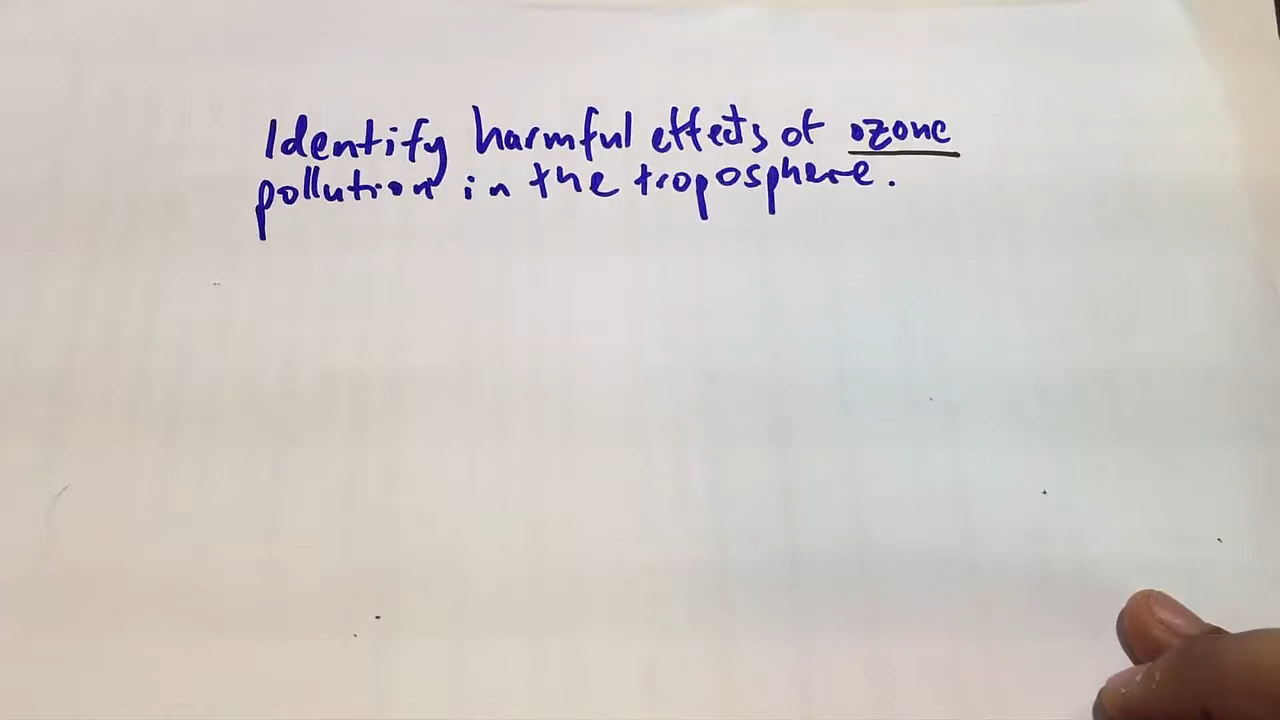 Identify harmful effects of ozone
pollution in the troposphere.